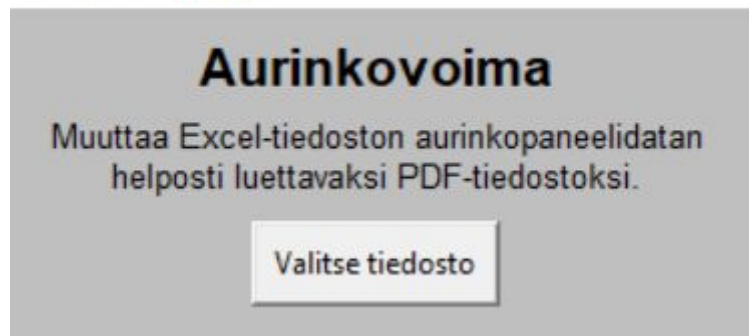 Aurinkovoima
Muuttaa Excel-tiedoston aurinkopaneelidatan
helposti luettavaksi PDF-tiedostoksi.
Valitse tiedosto